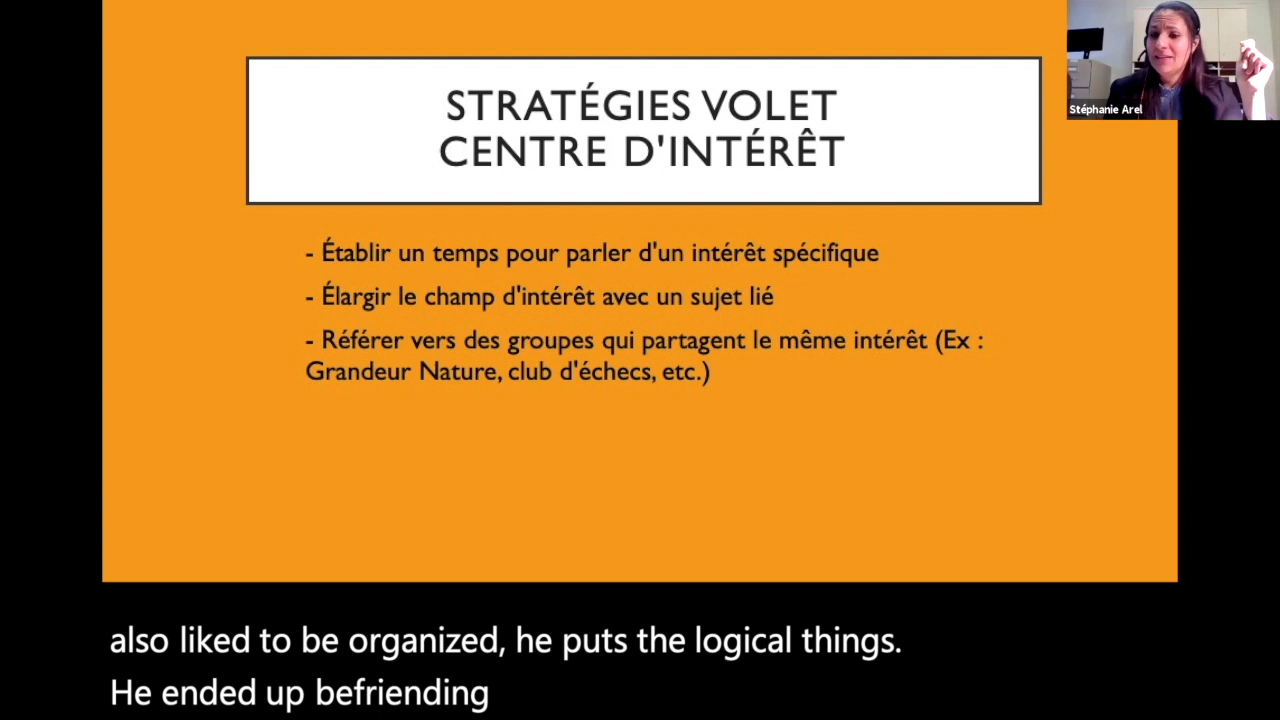 STRATÉGIES VOLET
CENTRE D'INTÉRÊT
Stéphanie Arel
- Établir un temps pour parler d'un intérêt spécifique
- Élargir le champ d'intérêt avec un sujet lié
- Référer vers des groupes qui partagent le même intérêt (Ex :
Grandeur Nature, club d'échecs, etc.)
also liked to be organized, he puts the logical things.
He ended up befriending